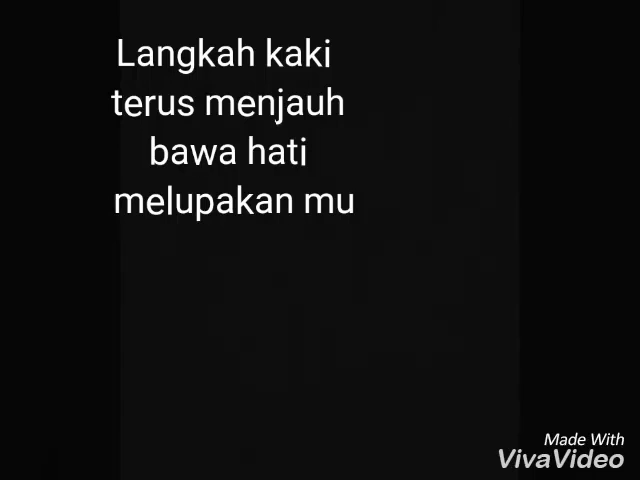 Langkah kaki
terus menjauh
bawa hati
melupakan mu
Made With
VivaVideo